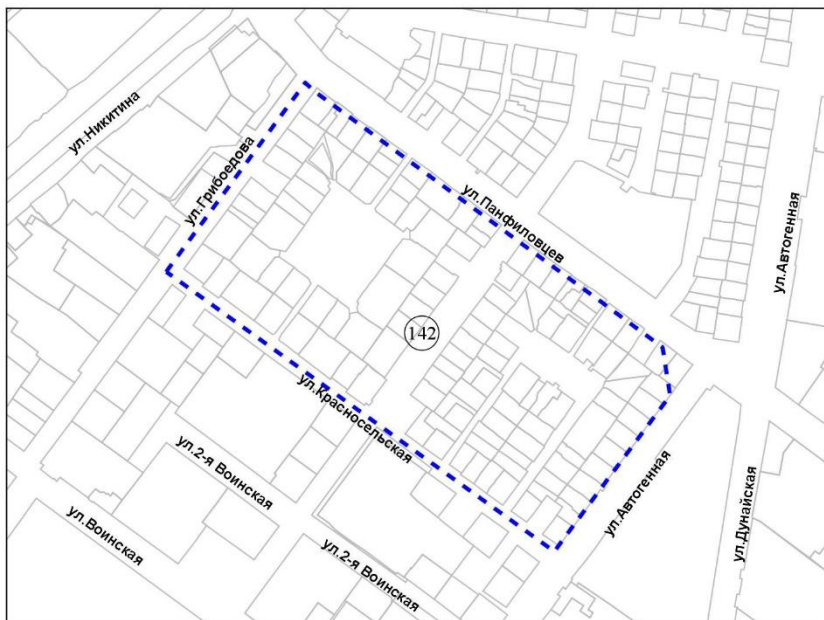 ул.Никитина
ул.Грибоедова
ул.Панфиловцев
ул.Автогенная
142
ул.Красносельская
ул.2-я Воинская
ул.Воинская
ул.2-я Воинская
ул.Автогенная
ул.Дунайская